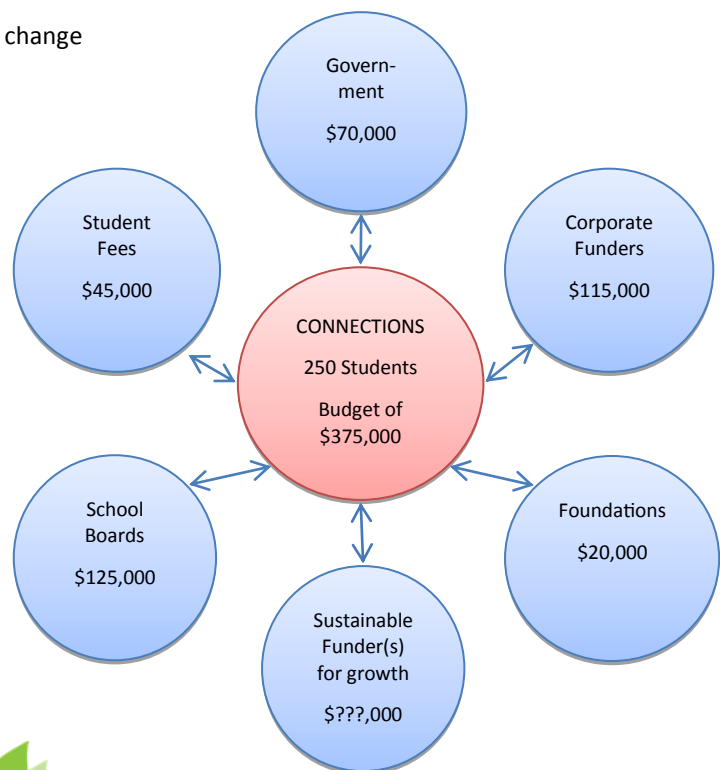 change
Govern-
ment
$70,000
Student
Fees
$45,000
Corporate
Funders
$115,000
CONNECTIONS
250 Students
Budget of
$375,000
School
Boards
$125,000
Foundations
$20,000
Sustainable
Funder(s)
for growth
$???,000